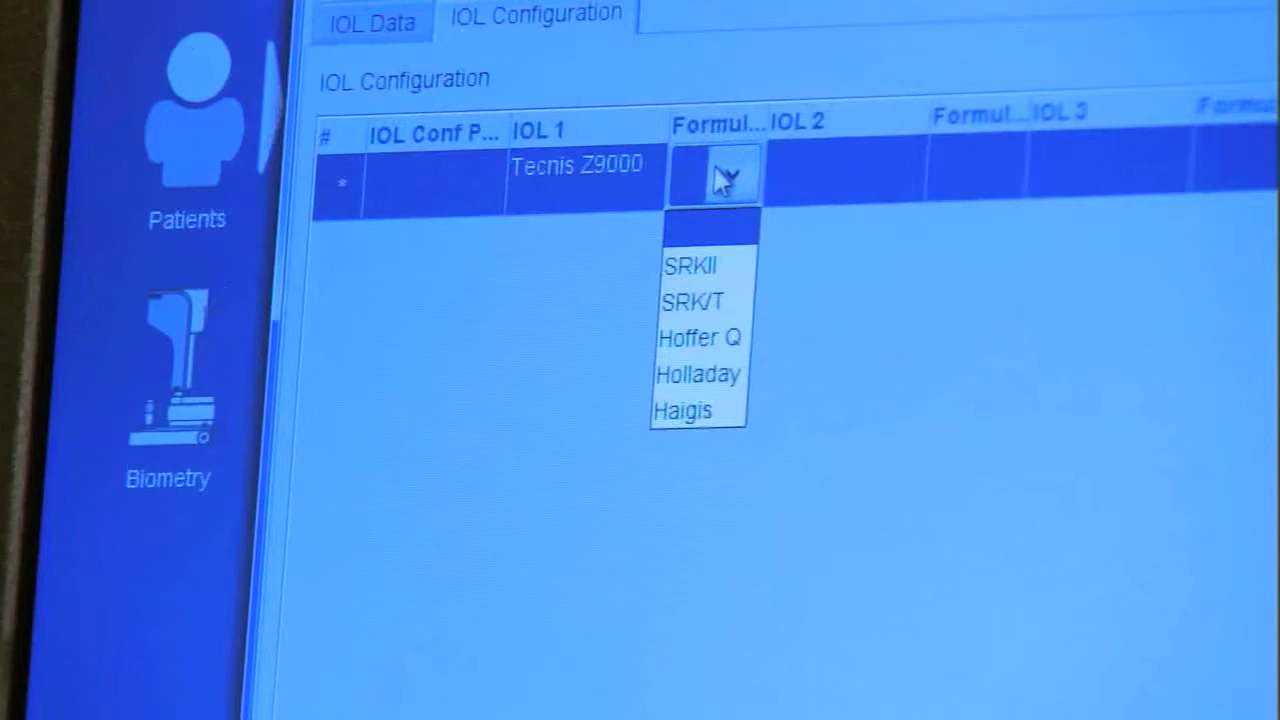 IOL Data IOL Configuration
IOL Configuration
# IOL Conf P... IOL 1 Formul... IOL 2 Formul... IOL 3 Formu
* Tecnis Z9000
SRKII
SRK/T
Hoffer Q
Holladay
Haigis
Patients
Biometry